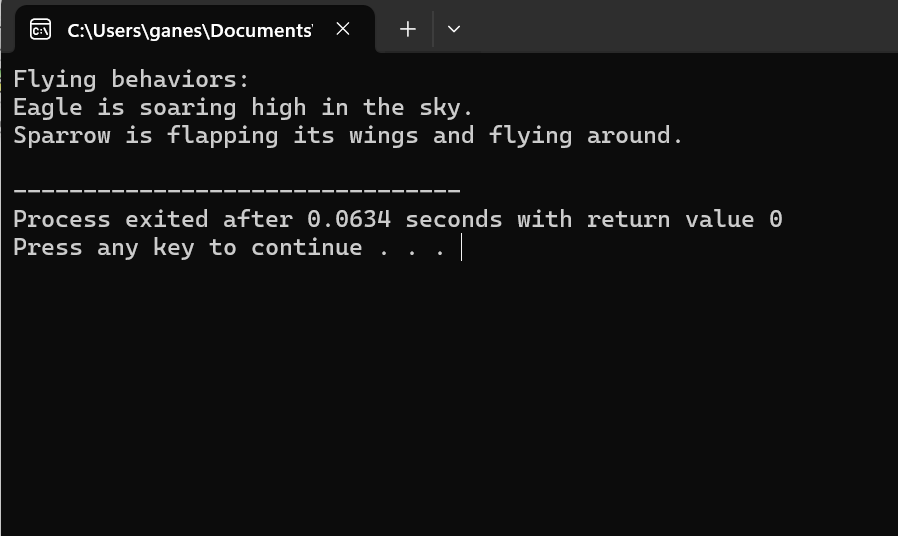 C:\Users\ganes\Documents'
Flying behaviors:
Eagle is soaring high in the sky.
Sparrow is flapping its wings and flying around.
--------------------------------
Process exited after 0.0634 seconds with return value 0
Press any key to continue . . .